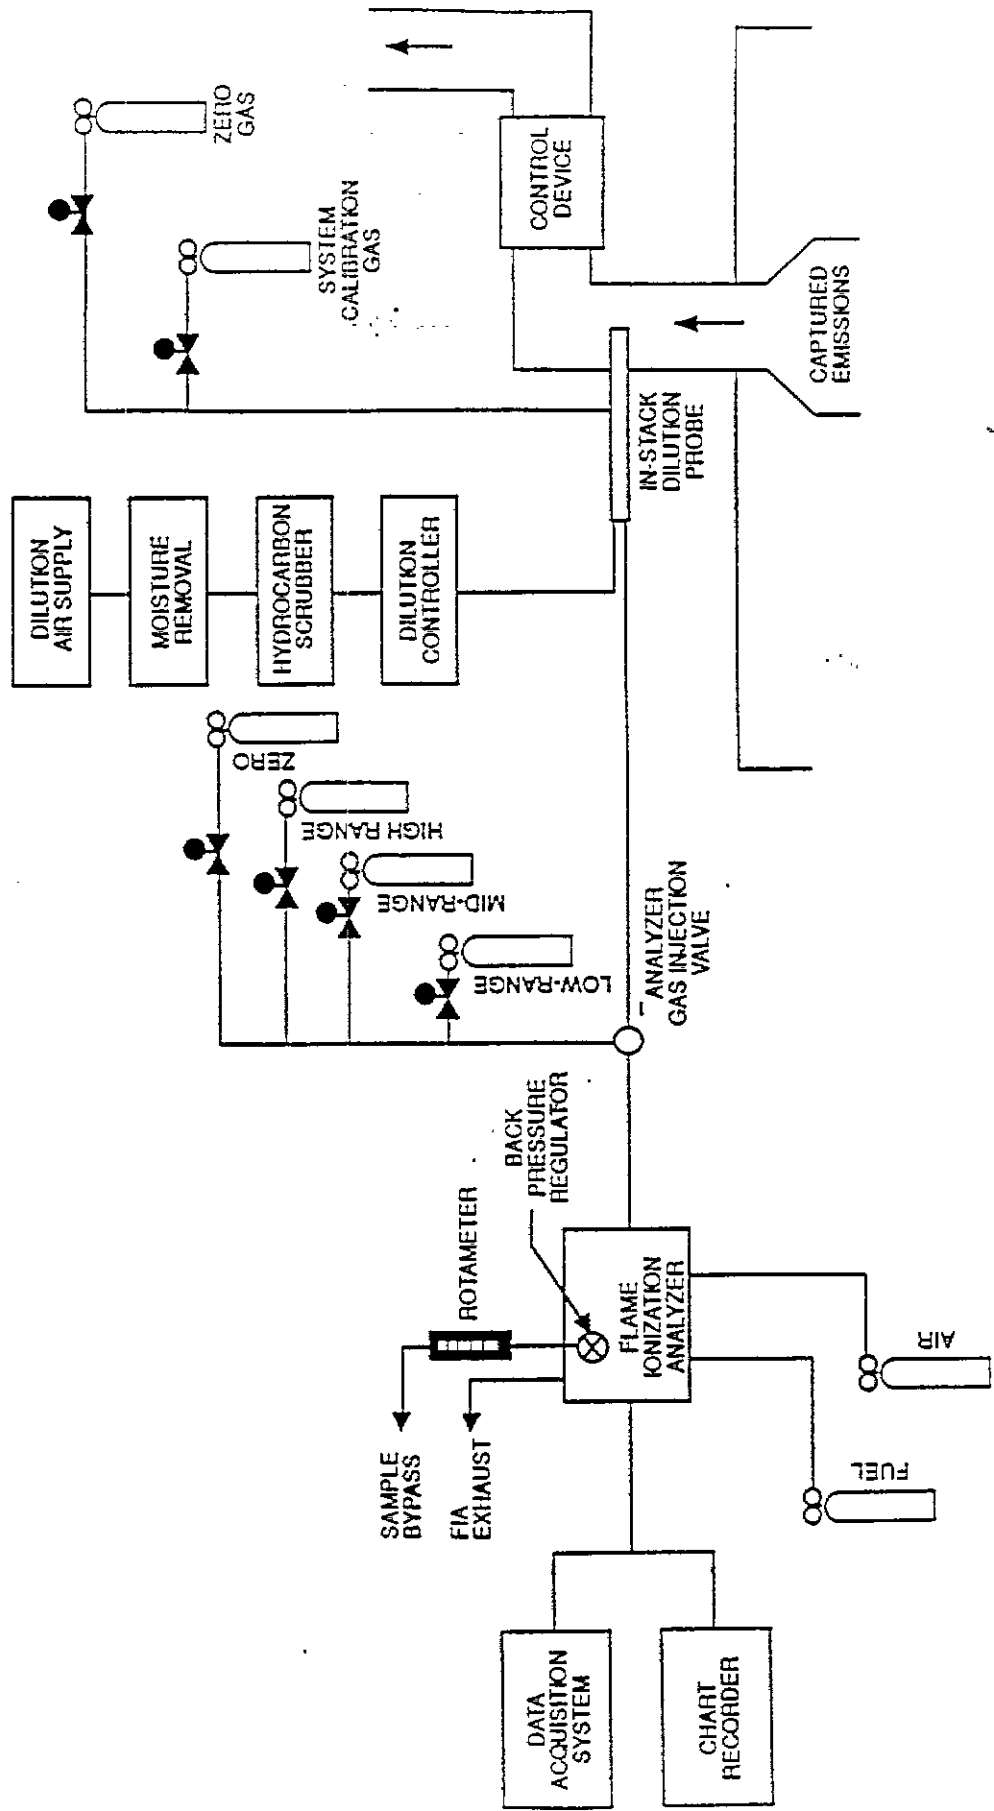 ZERO
GAS
SYSTEM
CALIBRATION
GAS
CONTROL
DEVICE
CAPTURED
EMISSIONS
IN-STACK
DILUTION
PROBE
DILUTION
AIR SUPPLY
MOISTURE
REMOVAL
HYDROCARBON
SCRUBBER
DILUTION
CONTROLLER
ZERO
HIGH RANGE
MID-RANGE
LOW-RANGE
ANALYZER
GAS INJECTION
VALVE
BACK
PRESSURE
REGULATOR
ROTAMETER
SAMPLE
BYPASS
FIA
EXHAUST
FLAME
IONIZATION
ANALYZER
AIR
FUEL
DATA
ACQUISITION
SYSTEM
CHART
RECORDER